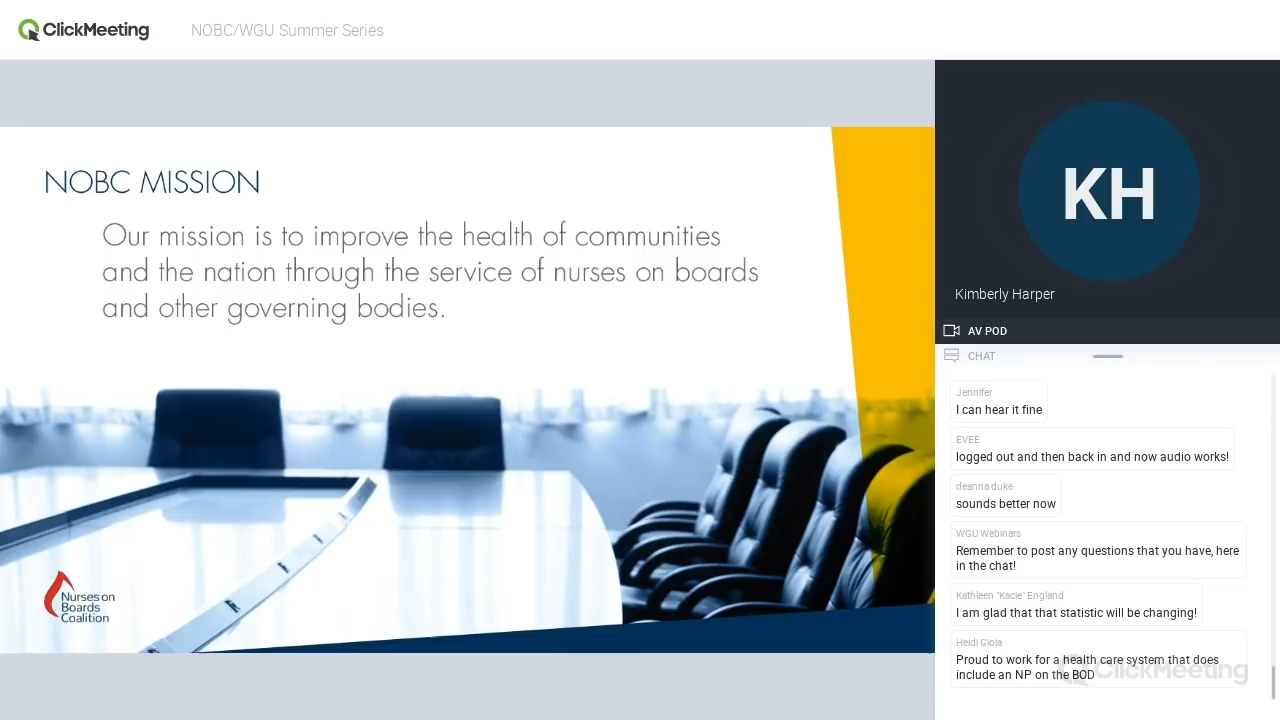 ClickMeeting
NOBC/WGU Summer Series
NOBC MISSION
Our mission is to improve the health of communities
and the nation through the service of nurses on boards
and other governing bodies.
Nurses on
Boards
Coalition
KH
Kimberly Harper
AV POD
CHAT
Jennifer
I can hear it fine
EVEE
logged out and then back in and now audio works!
deanna duke
sounds better now
WGU Webinars
Remember to post any questions that you have, here
in the chat!
Kathleen "Kacie" England
I am glad that that statistic will be changing!
Heidi Gioia
Proud to work for a health care system that does
include an NP on the BOD
ClickMeeting